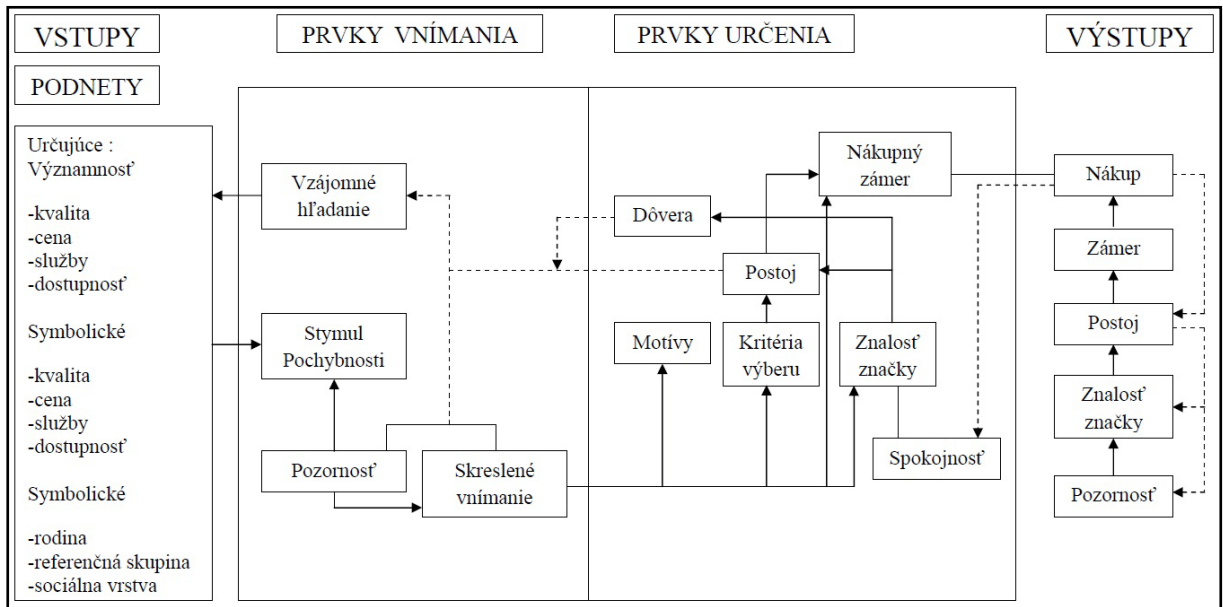 VSTUPY
PRVKY VNÍMANIA
PRVKY URČENIA
VÝSTUPY
PODNETY
Určujúce :
Významnosť
-kvalita
-cena
-služby
-dostupnosť
Symbolické
-kvalita
-cena
-služby
-dostupnosť
Symbolické
-rodina
-referenčná skupina
-sociálna vrstva
Vzájomné
hľadanie
Stymul
Pochybnosti
Pozornosť
Skreslené
vnímanie
Nákupný
zámer
Dôvera
Postoj
Motívy
Kritéria
výberu
Znalosť
značky
Spokojnosť
Nákup
Zámer
Postoj
Znalosť
značky
Pozornosť